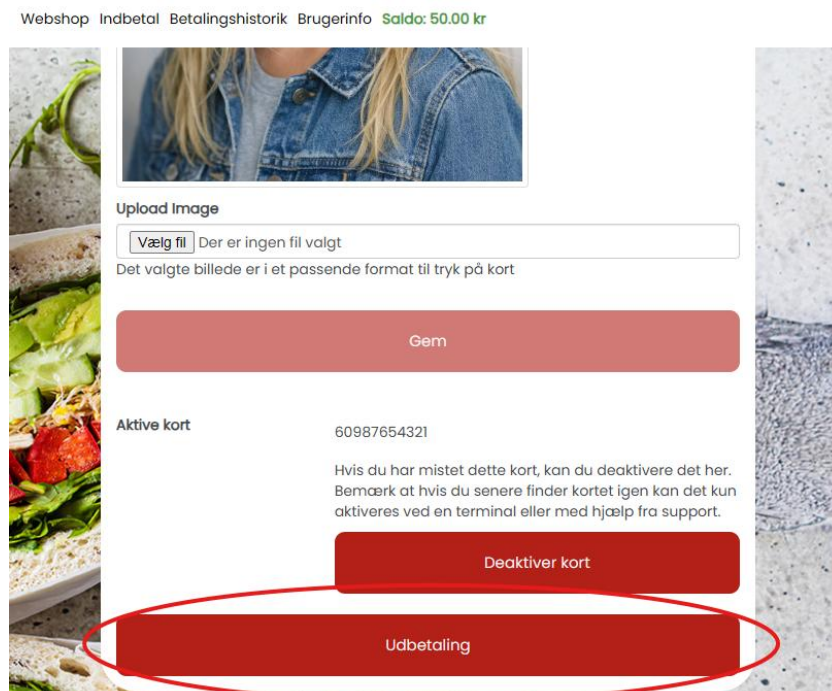 Webshop Indbetal Betalingshistorik Brugerinfo Saldo: 50.00 kr
Upload Image
Vælg fil Der er ingen fil valgt
Det valgte billede er i et passende format til tryk på kort
Gem
Aktive kort
60987654321
Hvis du har mistet dette kort, kan du deaktivere det her.
Bemærk at hvis du senere finder kortet igen kan det kun
aktiveres ved en terminal eller med hjælp fra support.
Deaktiver kort
Udbetaling